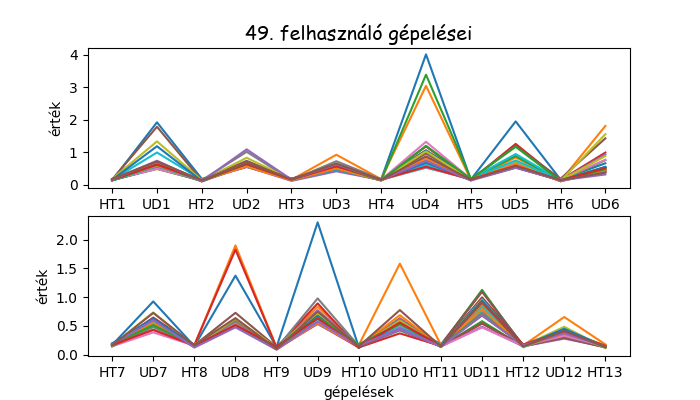 49. felhasználó gépelései
érték
4
3
2
1
0
HT1 UD1 HT2 UD2 HT3 UD3 HT4 UD4 HT5 UD5 HT6 UD6
érték
2.0
1.5
1.0
0.5
0.0
HT7 UD7 HT8 UD8 HT9 UD9 HT10 UD10 HT11 UD11 HT12 UD12 HT13
gépelések